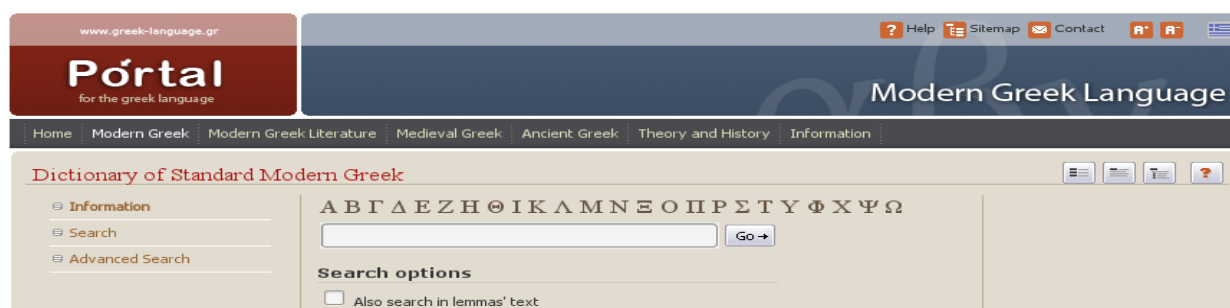 www.greek-language.gr
? Help Sitemap Contact A+ A-
Pórtal
for the greek language
αβγ
Modern Greek Language
Home Modern Greek Modern Greek Literature Medieval Greek Ancient Greek Theory and History Information
Dictionary of Standard Modern Greek
?
Information
Search
Advanced Search
Α Β Γ Δ Ε Ζ Η Θ Ι Κ Λ Μ Ν Ξ Ο Π Ρ Σ Τ Υ Φ Χ Ψ Ω
Go →
Search options
Also search in lemmas' text